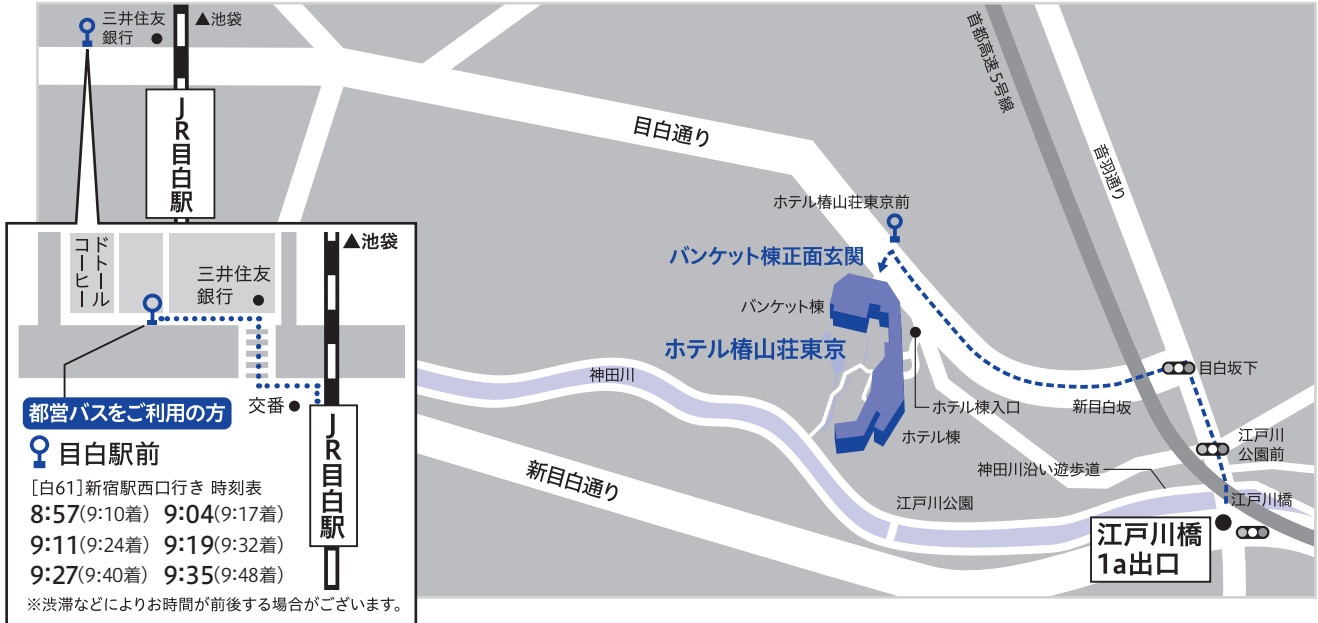 三井住友
銀行
▲池袋
JR目白駅
目白通り
首都高速5号線
音羽通り
ホテル椿山荘東京前
バンケット棟正面玄関
バンケット棟
ホテル椿山荘東京
神田川
ホテル棟入口
ホテル棟
新目白坂
目白坂下
江戸川
公園前
神田川沿い遊歩道
江戸川橋
江戸川公園
新目白通り
江戸川橋
1a出口
ドトール
コーヒー
三井住友
銀行
▲池袋
交番
JR目白駅
都営バスをご利用の方
目白駅前
[白61]新宿駅西口行き 時刻表
8:57(9:10着) 9:04(9:17着)
9:11(9:24着) 9:19(9:32着)
9:27(9:40着) 9:35(9:48着)
※渋滞などによりお時間が前後する場合がございます。